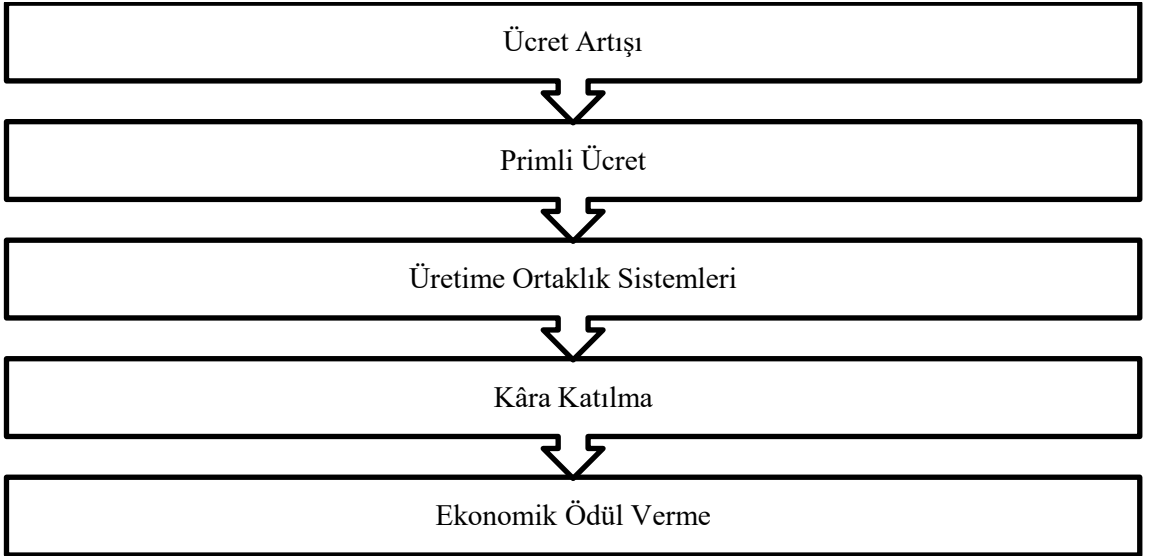 Ücret Artışı
Primli Ücret
Üretime Ortaklık Sistemleri
Kâra Katılma
Ekonomik Ödül Verme